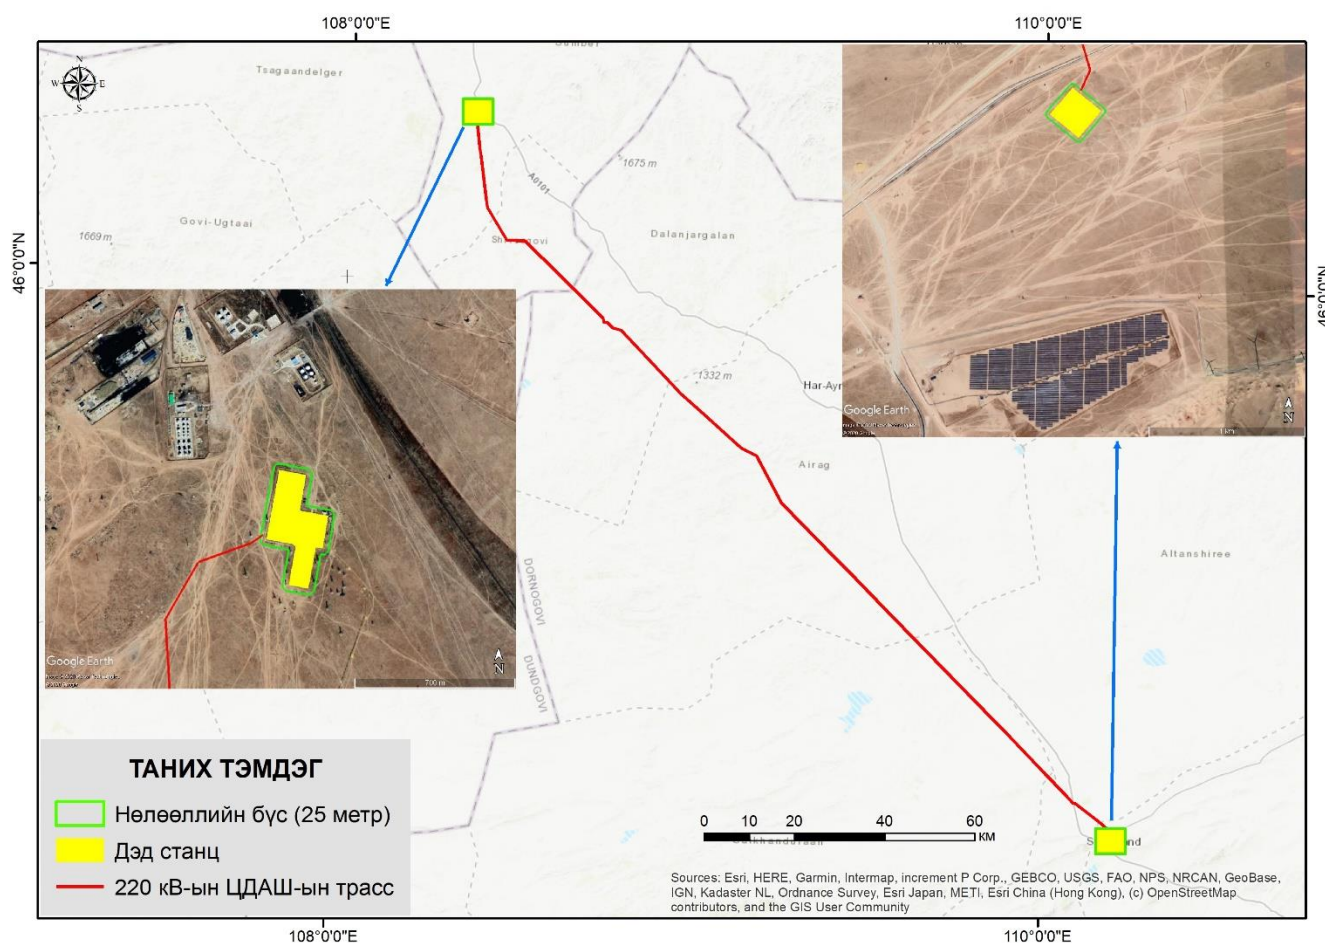 108°0'0"E
110°0'0"E
N
W
E
S
Tsagaandelger
1675 m
A0101
Govi-Ugtaai
1669 m
Dalanjargalan
46°0'0"N
46°0'0"N
1332 m
Airag
Altanshiree
Google Earth
N
1 km
DORNOGOVI
DUNDGOVI
Google Earth
N
700 m
ТАНИХ ТЭМДЭГ
Нөлөөллийн бүс (25 метр)
Дэд станц
220 кВ-ын ЦДАШ-ын трасс
0 10 20 40 60
КМ
Sources: Esri, HERE, Garmin, Intermap, increment P Corp., GEBCO, USGS, FAO, NPS, NRCAN, GeoBase,
IGN, Kadaster NL, Ordnance Survey, Esri Japan, METI, Esri China (Hong Kong), (c) OpenStreetMap
contributors, and the GIS User Community
108°0'0"E
110°0'0"E